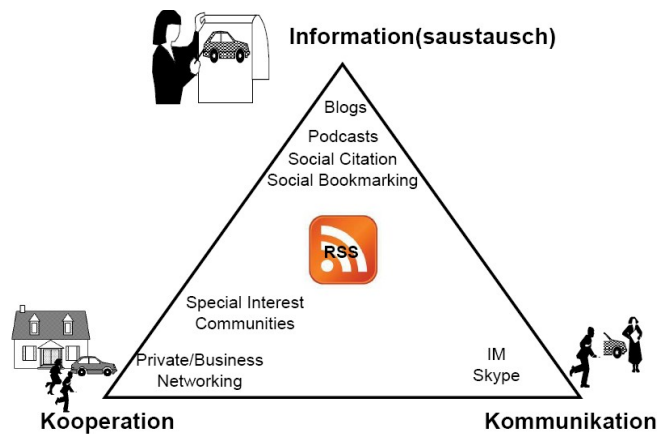 Information(saustausch)
Blogs
Podcasts
Social Citation
Social Bookmarking
RSS
Special Interest
Communities
Private/Business
Networking
IM
Skype
Kooperation
Kommunikation